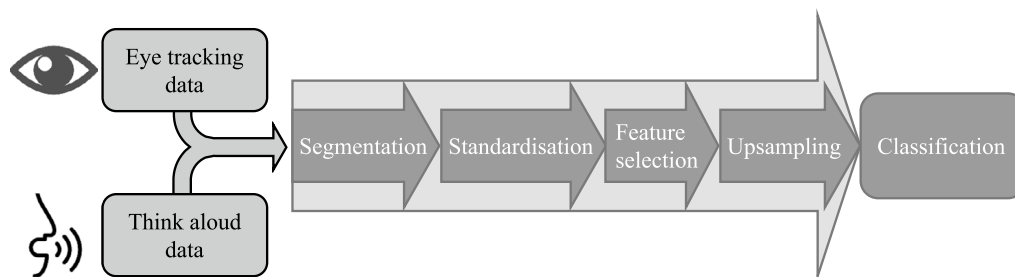 Eye tracking
data
Think aloud
data
Segmentation
Standardisation
Feature
selection
Upsampling
Classification